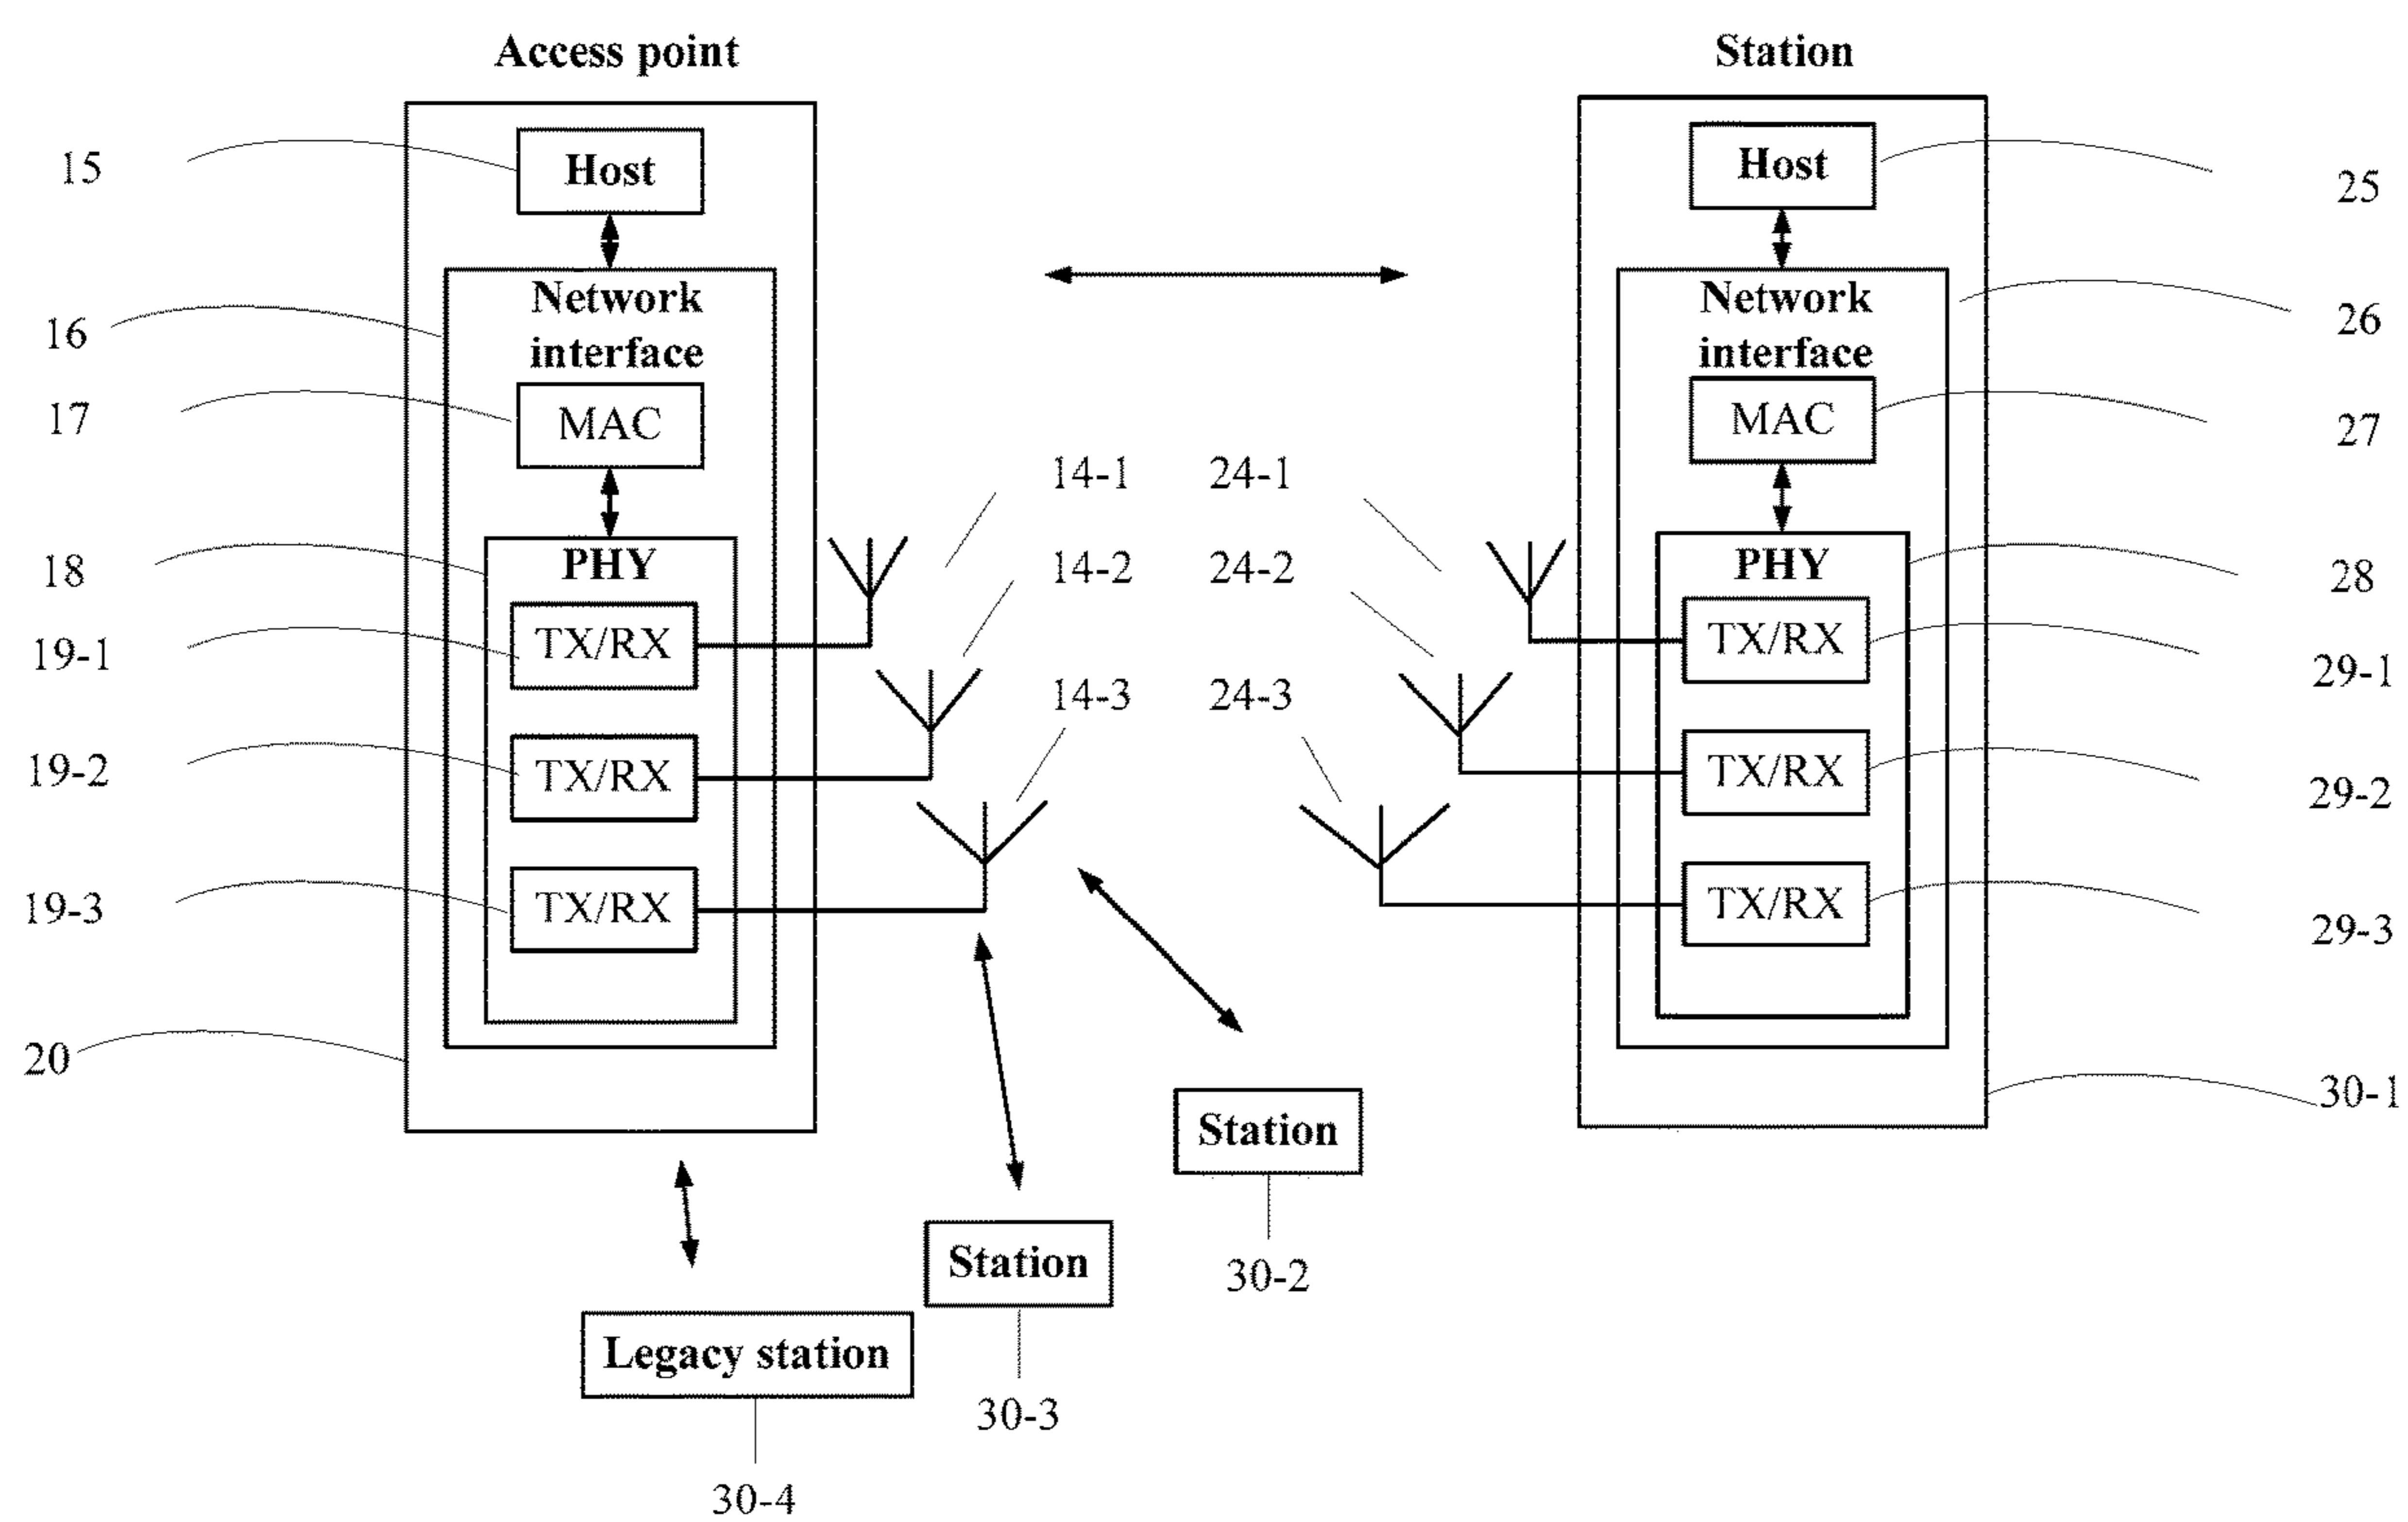 Access point
Station
15
Host
Host
25
16
Network
interface
Network
interface
26
17
MAC
MAC
27
14-1
24-1
18
PHY
14-2
24-2
PHY
28
19-1
TX/RX
TX/RX
29-1
14-3
24-3
19-2
TX/RX
TX/RX
29-2
19-3
TX/RX
TX/RX
29-3
20
30-1
Station
30-2
Station
30-3
Legacy station
30-4